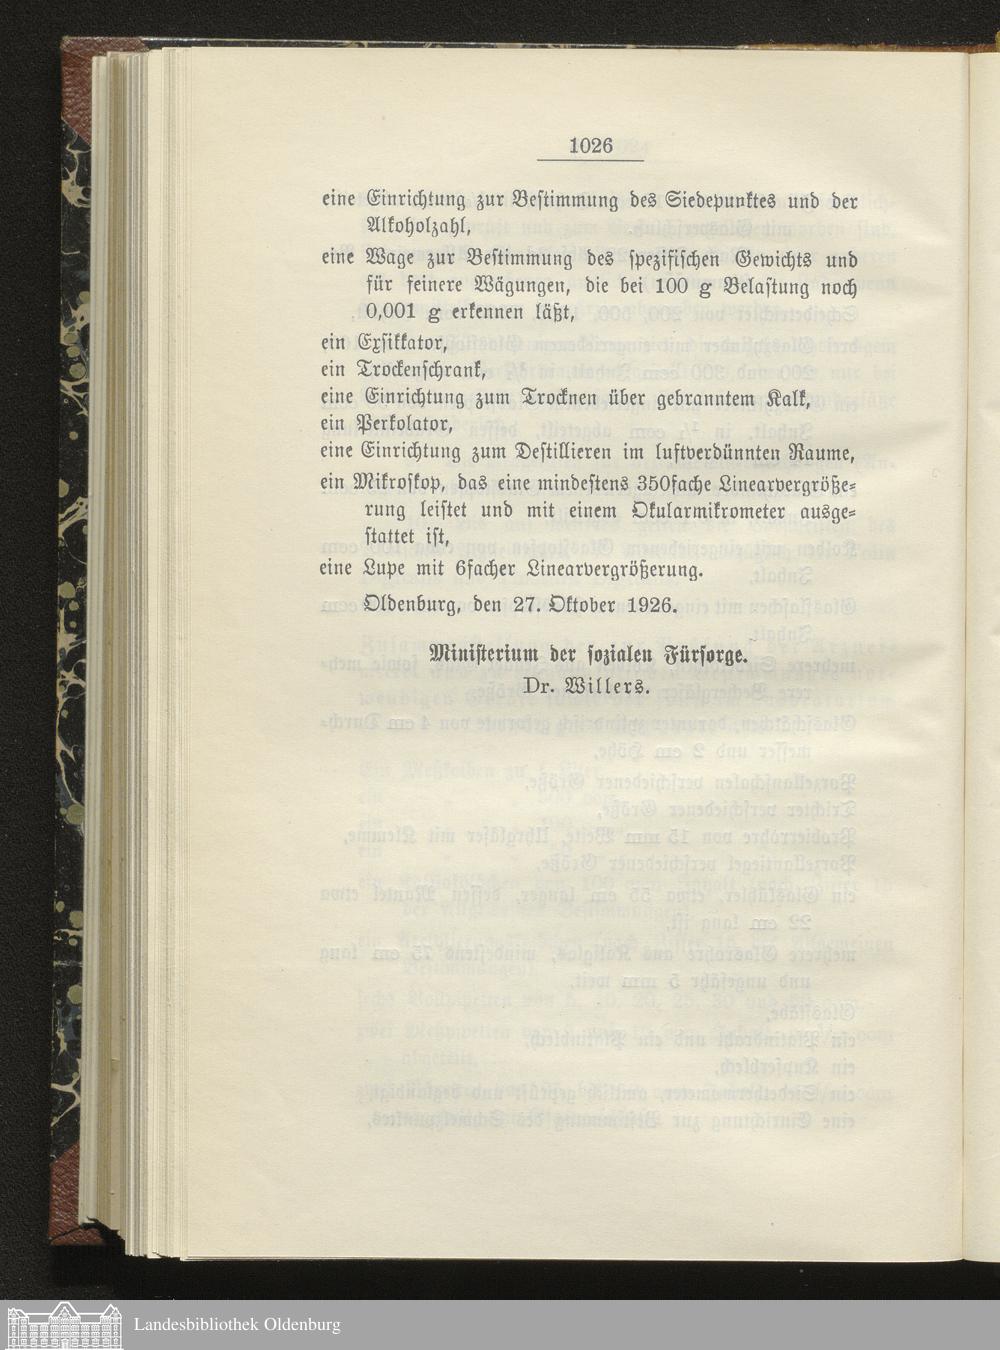 1026
eine Einrichtung zur Bestimmung des Siedepunktes und der
Alkoholzahl,
eine Wage zur Bestimmung des spezifischen Gewichts und
für feinere Wägungen, die bei 100 g Belastung noch
0,001 g erkennen läßt,
ein Exsikkator,
ein Trockenschrank,
eine Einrichtung zum Trocknen über gebranntem Kalk,
ein Perkolator,
eine Einrichtung zum Destillieren im luftverdünnten Raume,
ein Mikroskop, das eine mindestens 350fache Linearvergröße-
rung leistet und mit einem Okularmikrometer ausge-
stattet ist,
eine Lupe mit 6facher Linearvergrößerung.
Oldenburg, den 27. Oktober 1926.
Ministerium der sozialen Fürsorge.
Dr. Willers.
Landesbibliothek Oldenburg